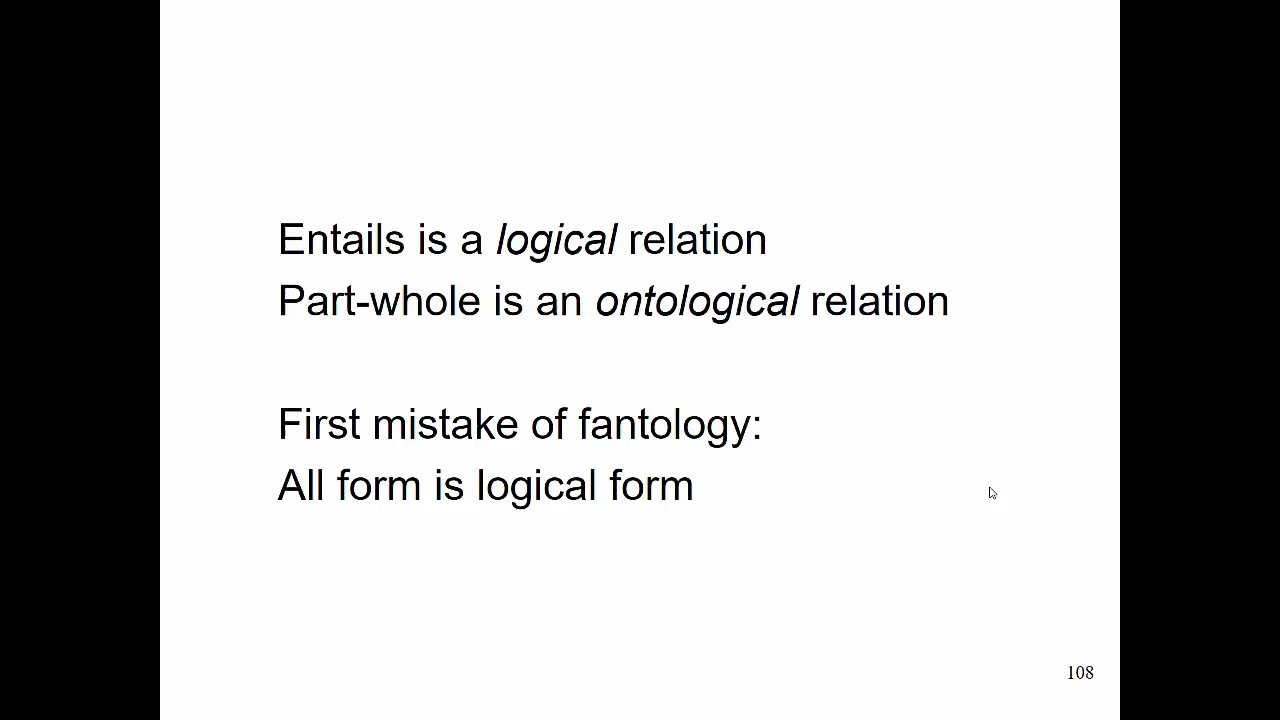 Entails is a logical relation
Part-whole is an ontological relation
First mistake of fantology:
All form is logical form
108